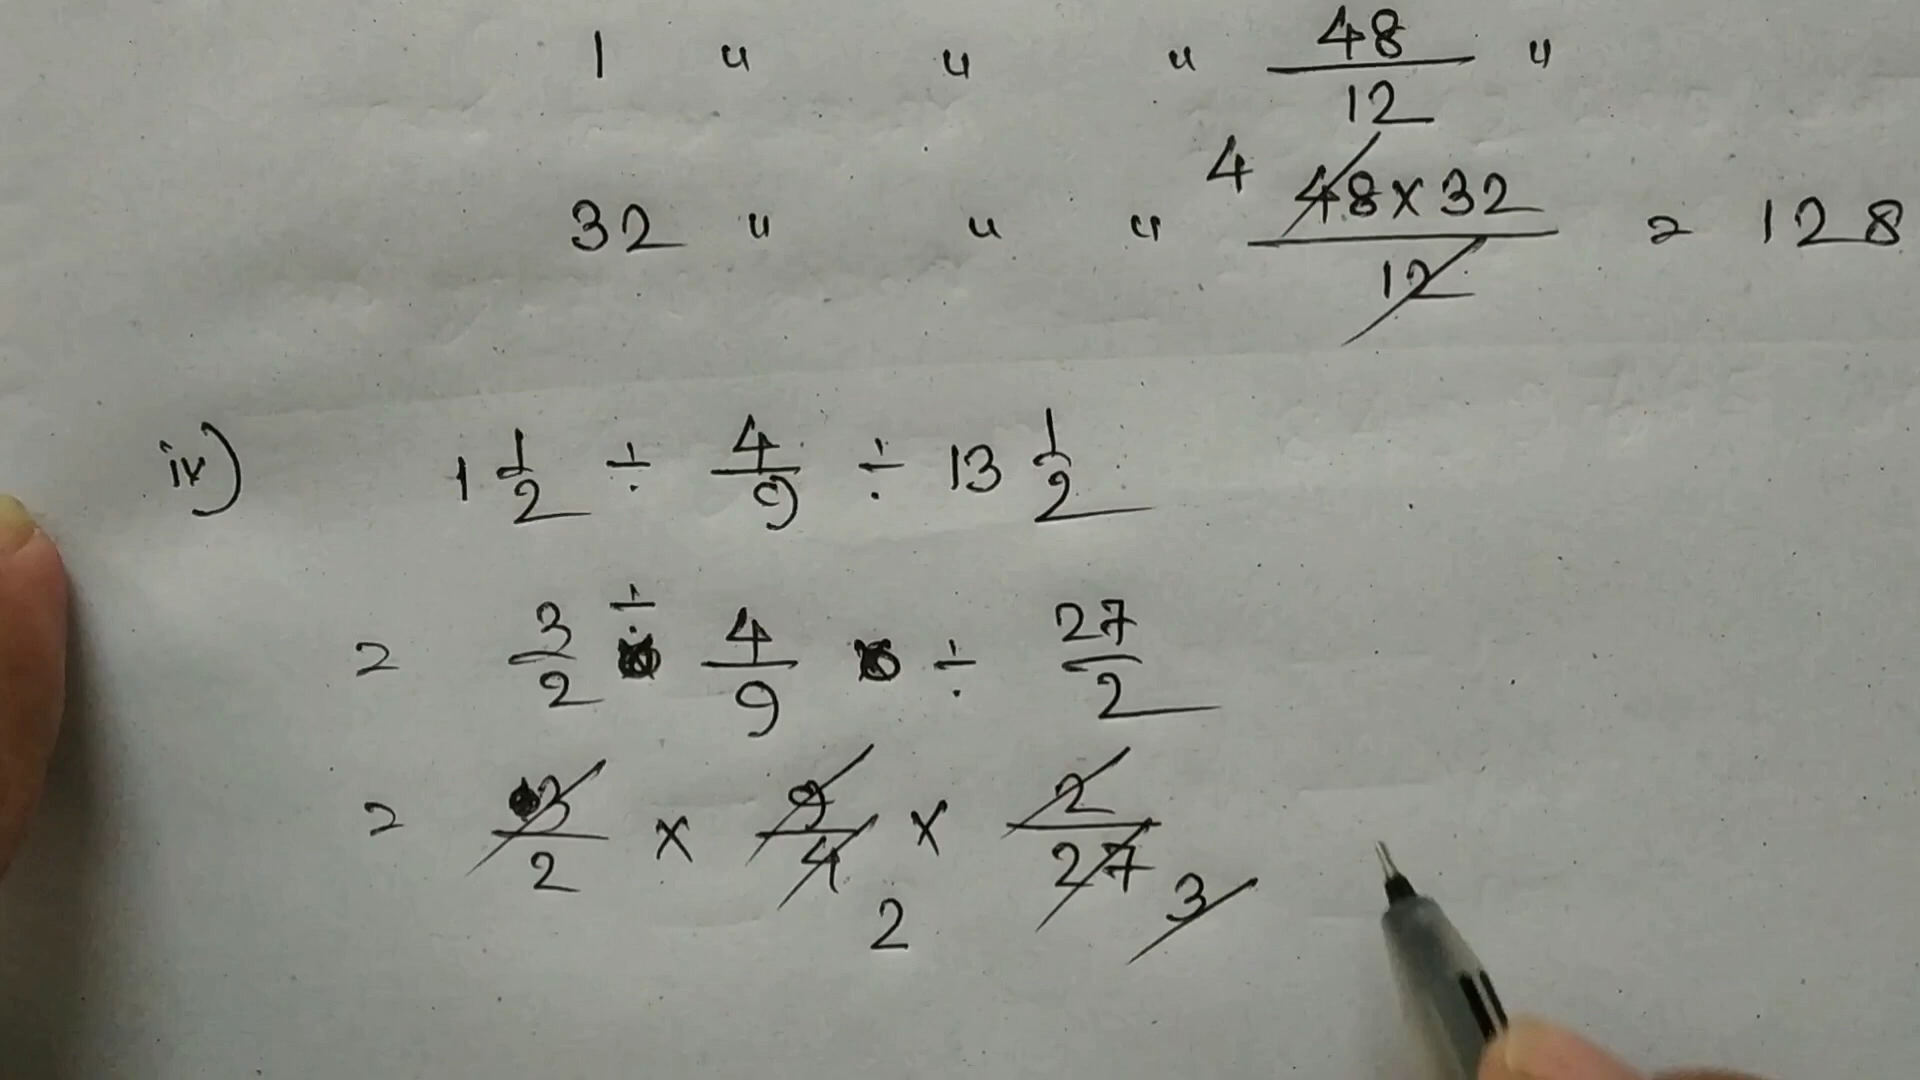 1 " " " 48/12 "
32 " " " 4 48×32/12 = 128
iv) 1 1/2 ÷ 4/9 ÷ 13 1/2
= 3/2 ÷ 4/9 ÷ 27/2
= 3/2 × 9/4 2 × 2/27 3